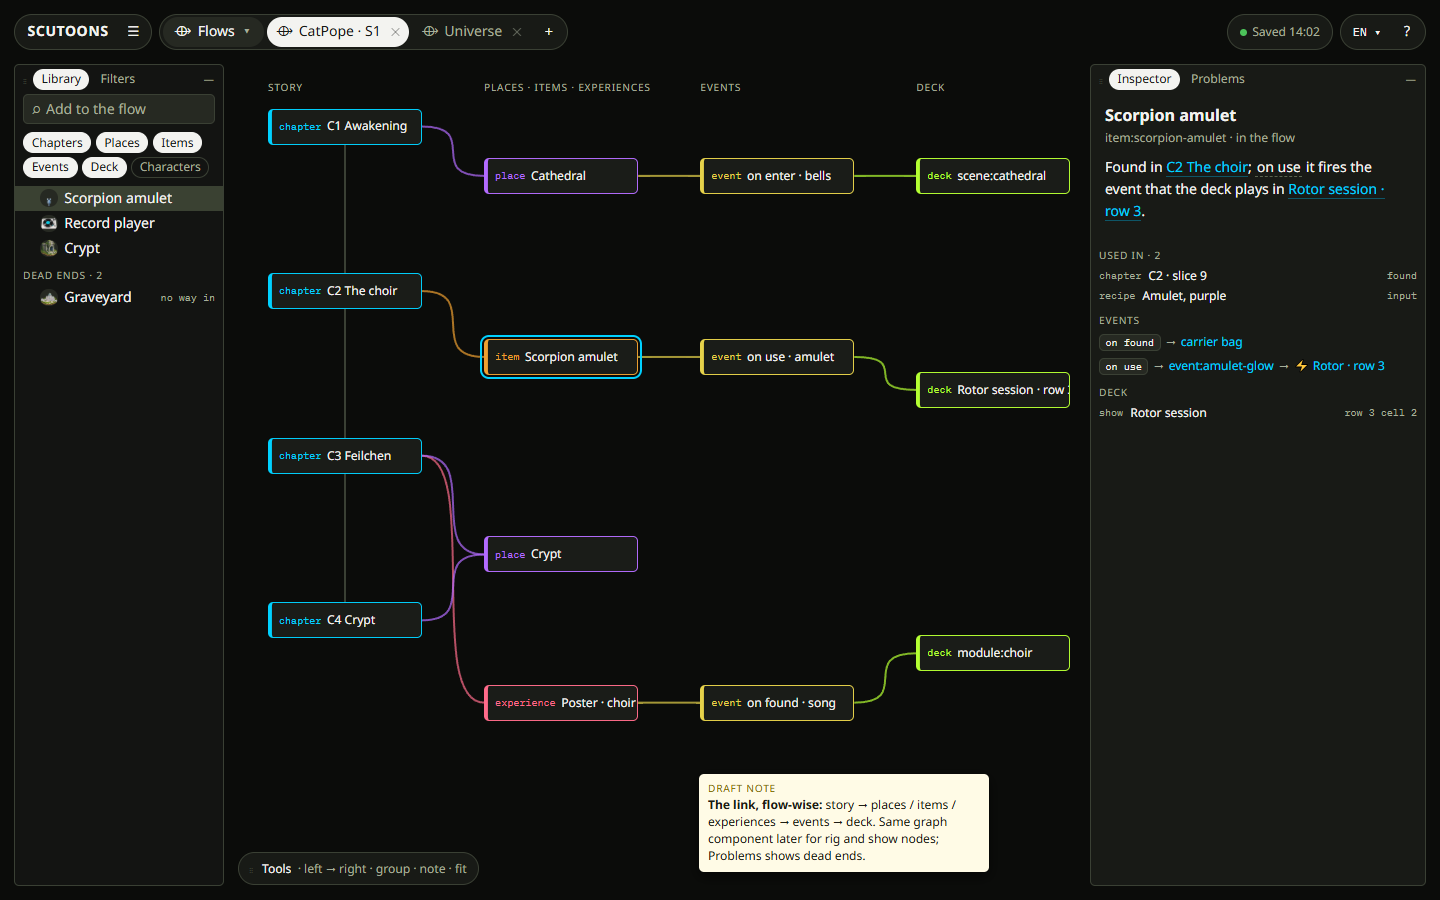 SCUTOONS ☰
Flows ▾
CatPope · S1 ×
Universe ×
+
Saved 14:02
EN ▾ ?
Library Filters –
Add to the flow
Chapters Places Items
Events Deck Characters
Scorpion amulet
Record player
Crypt
DEAD ENDS · 2
Graveyard no way in
STORY
PLACES · ITEMS · EXPERIENCES
EVENTS
DECK
chapter C1 Awakening
place Cathedral
event on enter · bells
deck scene:cathedral
chapter C2 The choir
item Scorpion amulet
event on use · amulet
deck Rotor session · row
chapter C3 Feilchen
place Crypt
chapter C4 Crypt
deck module:choir
experience Poster · choir
event on found · song
DRAFT NOTE
The link, flow-wise: story → places / items /
experiences → events → deck. Same graph
component later for rig and show nodes;
Problems shows dead ends.
Tools · left → right · group · note · fit
Inspector Problems –
Scorpion amulet
item:scorpion-amulet · in the flow
Found in C2 The choir; on use it fires the
event that the deck plays in Rotor session ·
row 3.
USED IN · 2
chapter C2 · slice 9 found
recipe Amulet, purple input
EVENTS
on found → carrier bag
on use → event:amulet-glow → ⚡ Rotor · row 3
DECK
show Rotor session row 3 cell 2